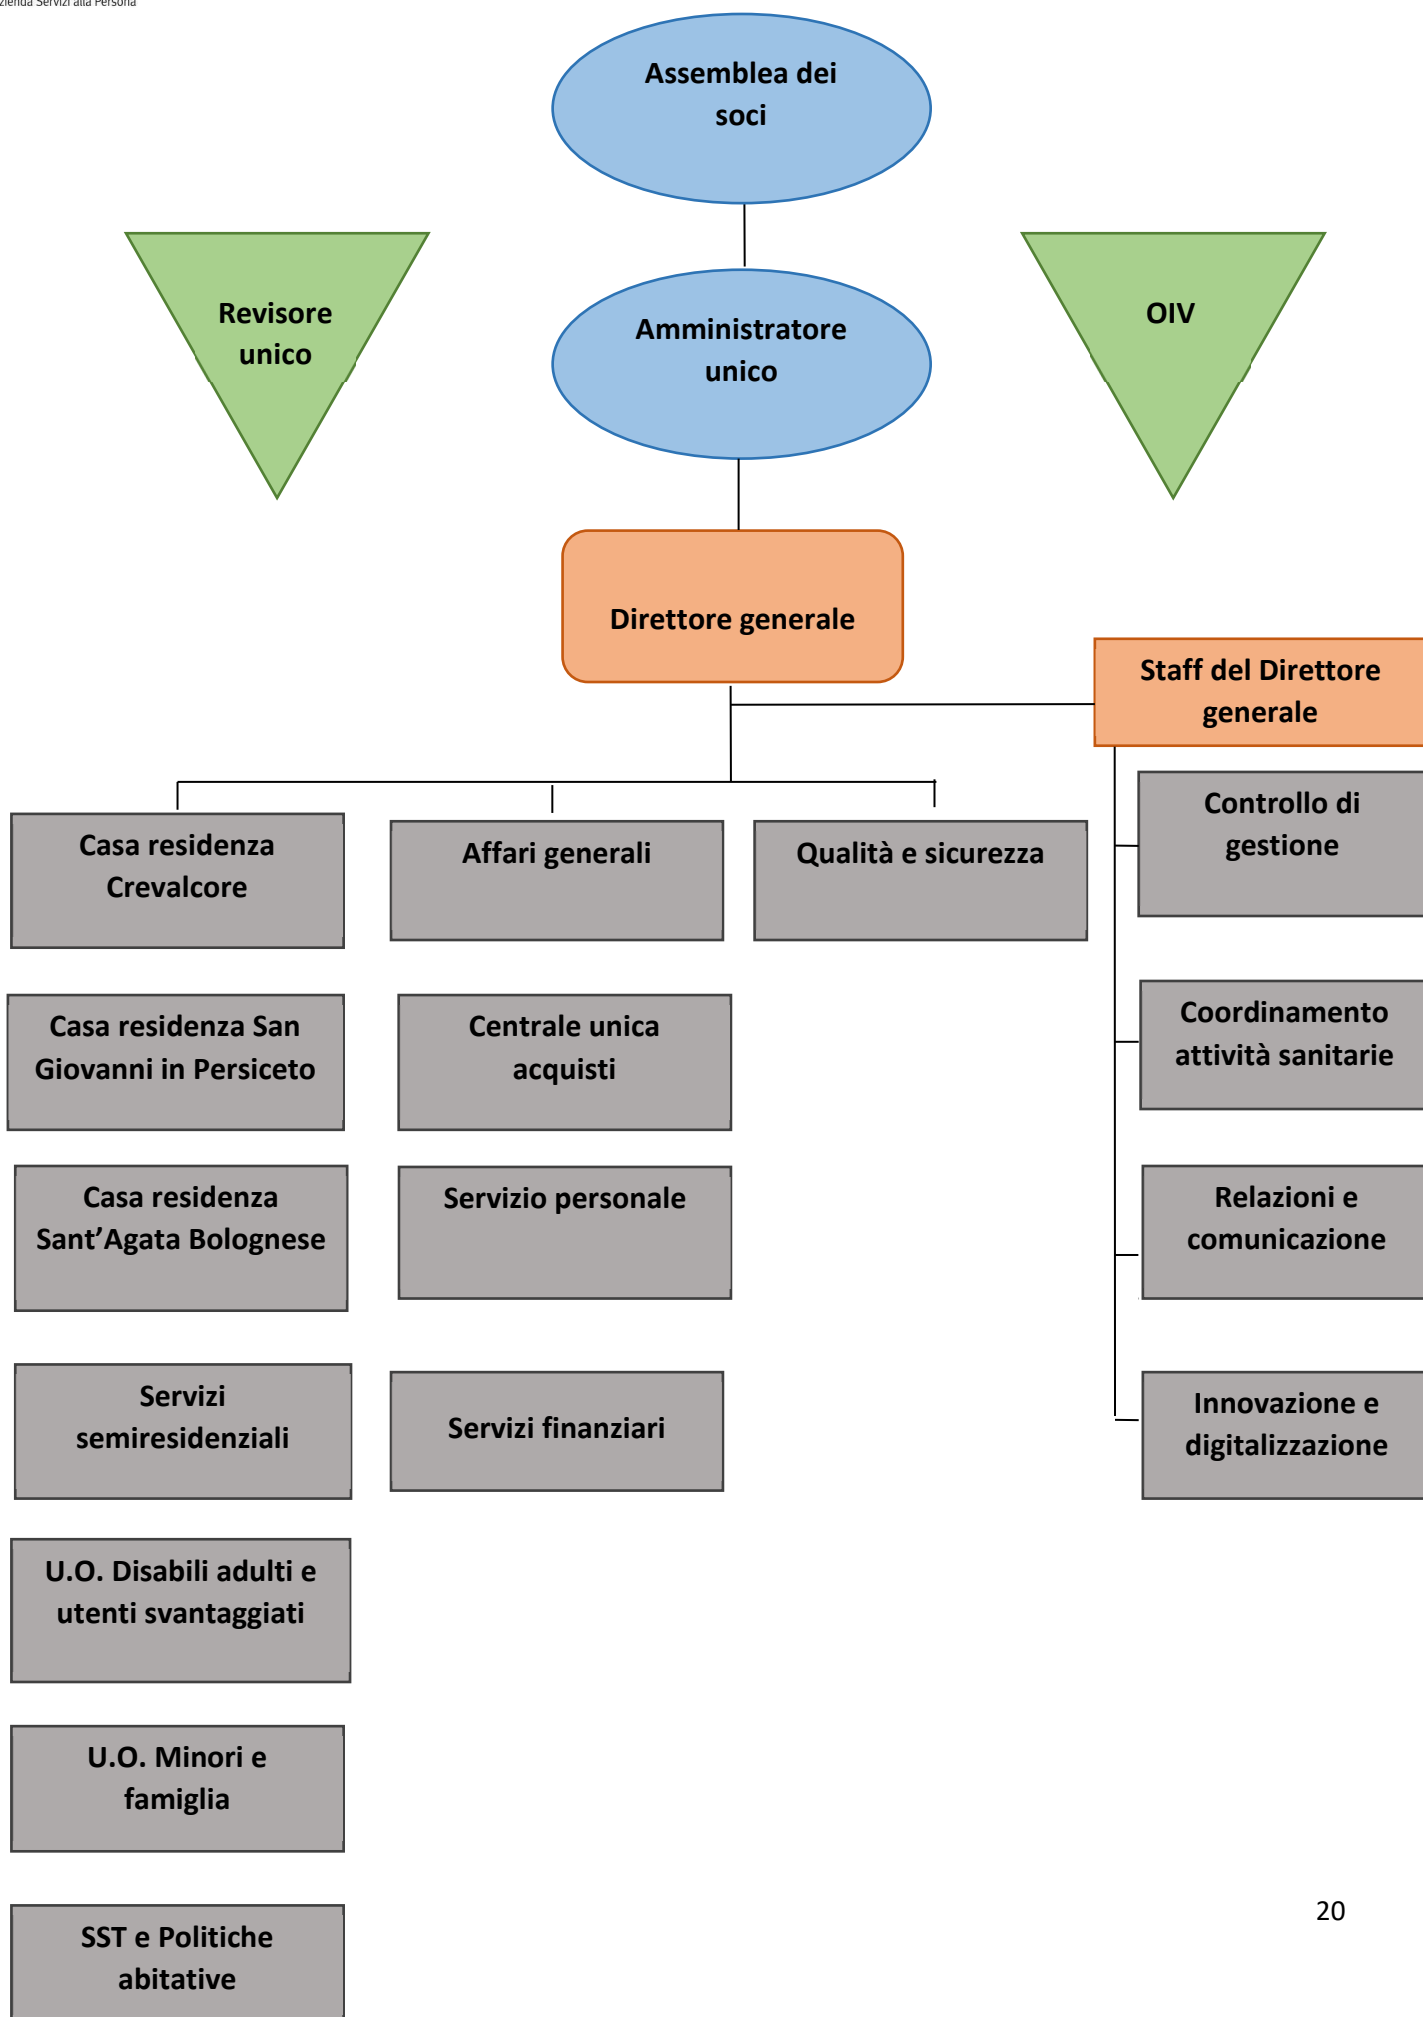 Servizi alla Persona
Assemblea dei
soci
Revisore
unico
Amministratore
unico
OIV
Direttore generale
Staff del Direttore
generale
Casa residenza
Crevalcore
Affari generali
Qualità e sicurezza
Controllo di
gestione
Casa residenza San
Giovanni in Persiceto
Centrale unica
acquisti
Coordinamento
attività sanitarie
Casa residenza
Sant’Agata Bolognese
Servizio personale
Relazioni e
comunicazione
Servizi
semiresidenziali
Servizi finanziari
Innovazione e
digitalizzazione
U.O. Disabili adulti e
utenti svantaggiati
U.O. Minori e
famiglia
SST e Politiche
abitative
20